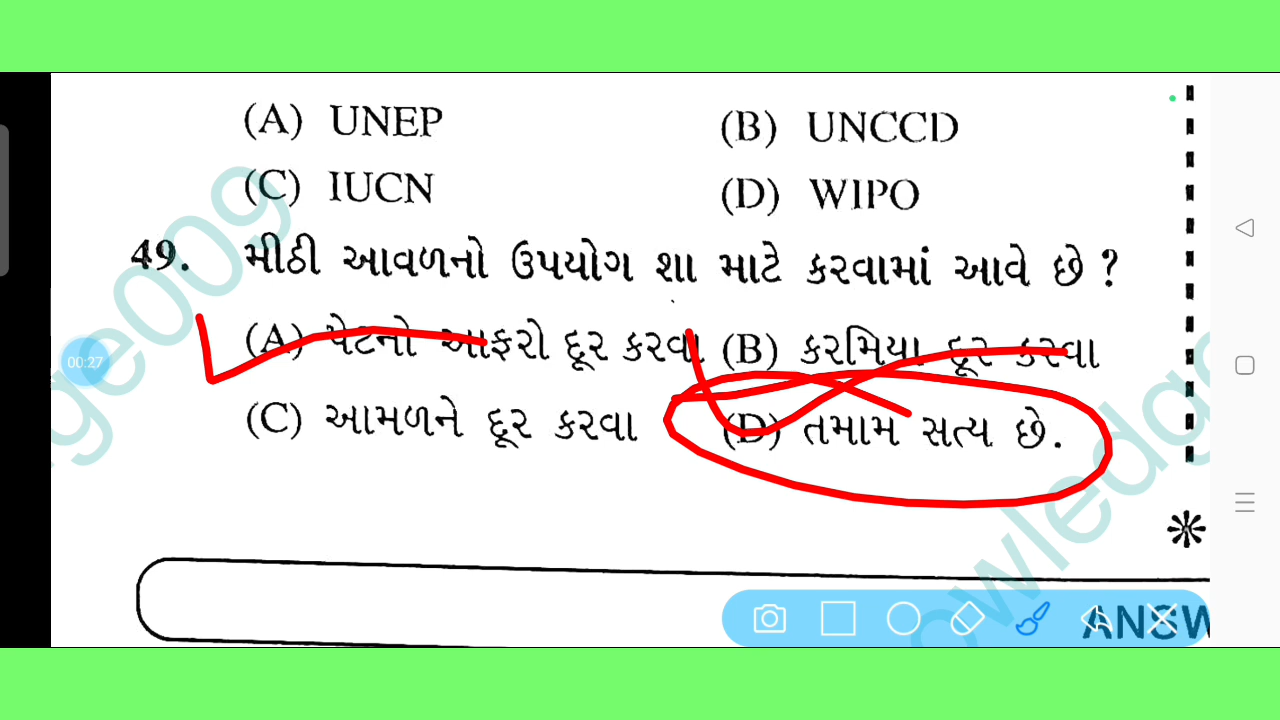 (A) UNEP (B) UNCCD
(C) IUCN (D) WIPO
49. મીઠી આવળનો ઉપયોગ શા માટે કરવામાં આવે છે ?
(A) પેટનો આફરો દૂર કરવા (B) કરમિયા દૂર કરવા
00:27
(C) આમળને દૂર કરવા (D) તમામ સત્ય છે.
ANSW